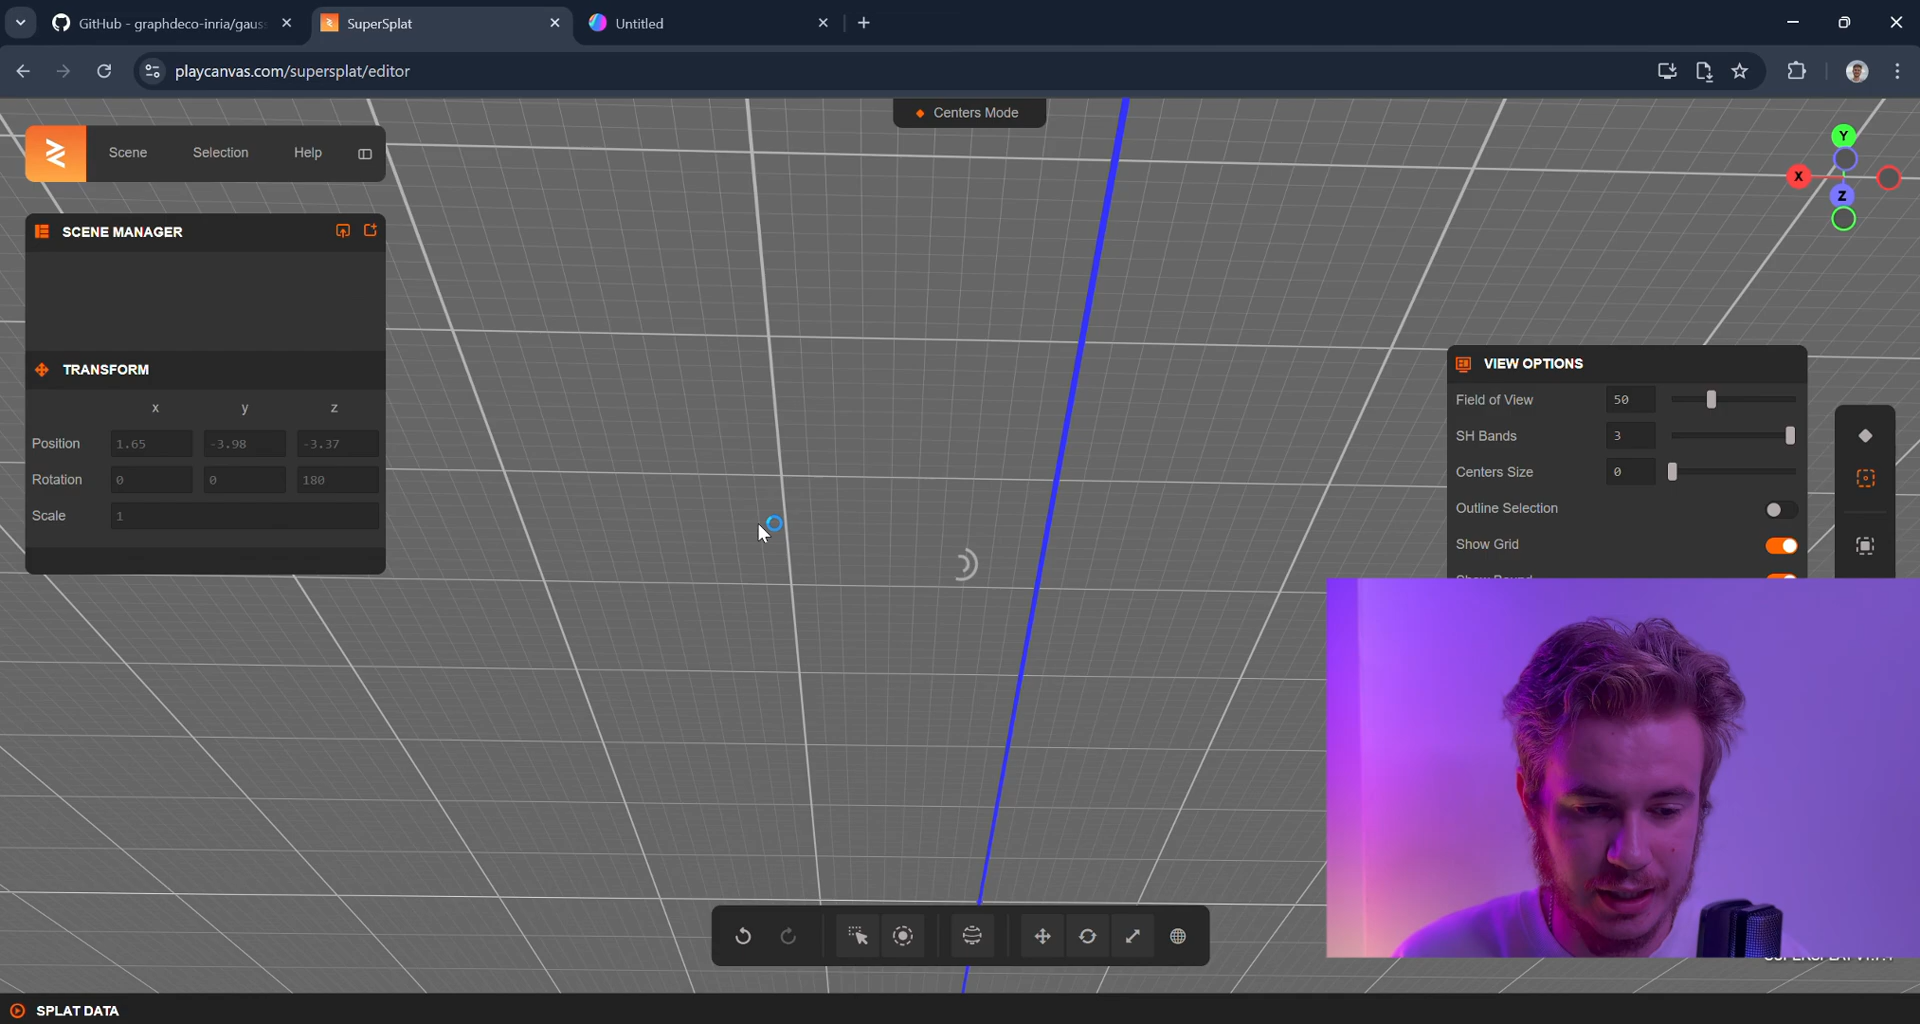 GitHub - graphdeco-inria/gaus
SuperSplat
Untitled
playcanvas.com/supersplat/editor
Centers Mode
Scene
Selection
Help
SCENE MANAGER
TRANSFORM
x y z
Position 1.65 -3.98 -3.37
Rotation 0 0 180
Scale 1
Y
X
Z
VIEW OPTIONS
Field of View 50
SH Bands 3
Centers Size 0
Outline Selection
Show Grid
SPLAT DATA